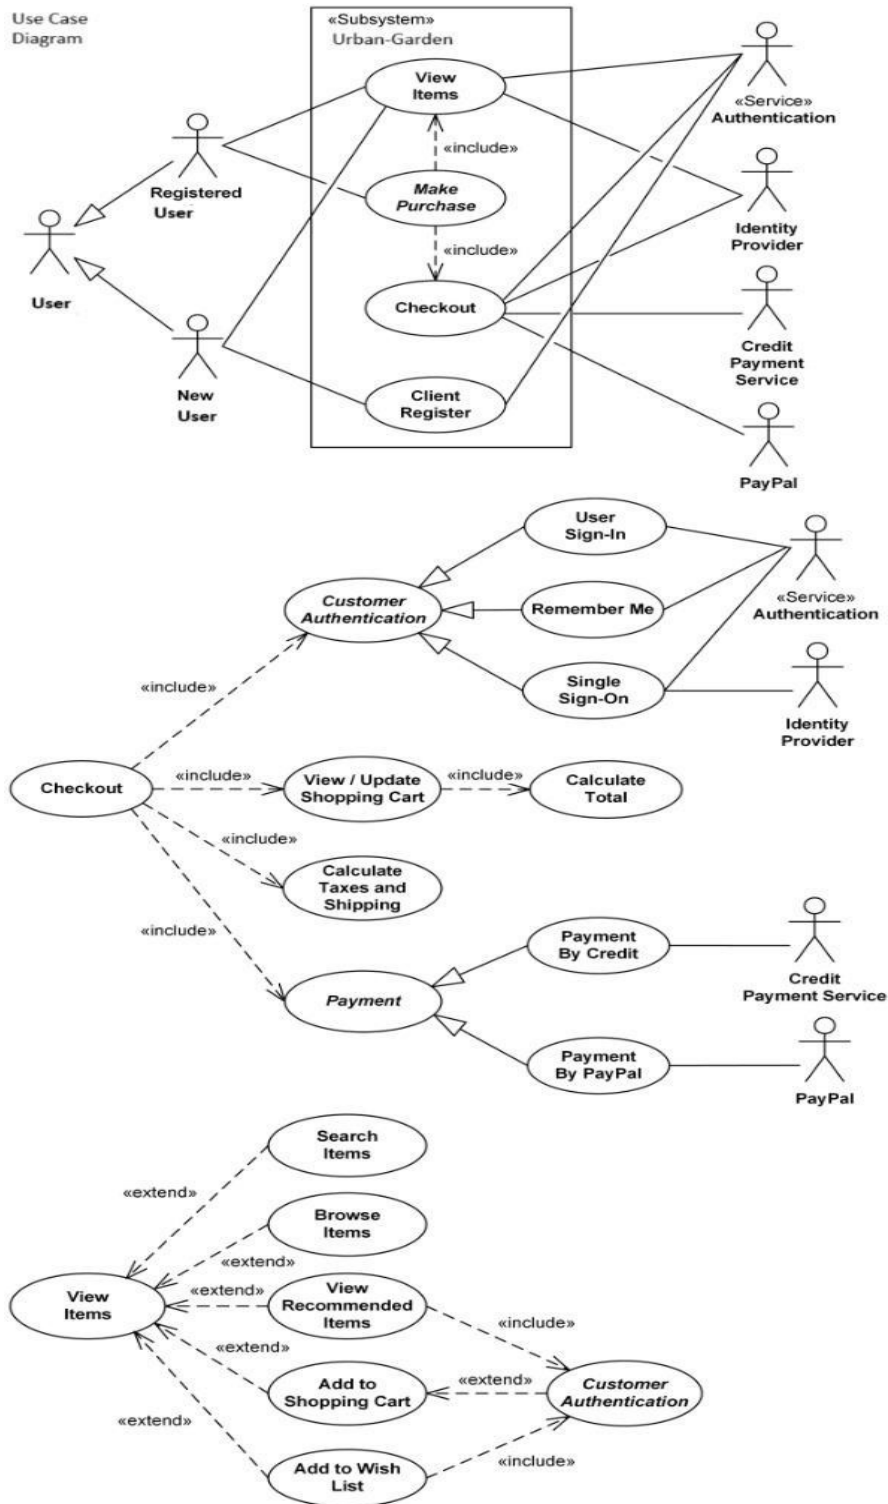 Use Case
Diagram
«Subsystem»
Urban-Garden
View
Items
«include»
Make
Purchase
«include»
Checkout
Client
Register
Registered
User
User
New
User
«Service»
Authentication
Identity
Provider
Credit
Payment
Service
PayPal
User
Sign-In
Customer
Authentication
Remember Me
Single
Sign-On
«Service»
Authentication
Identity
Provider
«include»
Checkout
«include»
View / Update
Shopping Cart
«include»
Calculate
Total
«include»
Calculate
Taxes and
Shipping
«include»
Payment
Payment
By Credit
Credit
Payment Service
Payment
By PayPal
PayPal
Search
Items
«extend»
Browse
Items
«extend»
View
Items
«extend»
View
Recommended
Items
«include»
«extend»
Add to
Shopping Cart
«extend»
Customer
Authentication
«extend»
Add to Wish
List
«include»